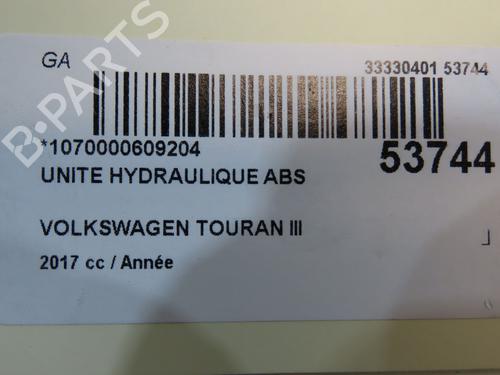 GA
33330401 53744
*1070000609204
53744
UNITE HYDRAULIQUE ABS
VOLKSWAGEN TOURAN III
2017 cc / Année
B-PARTS